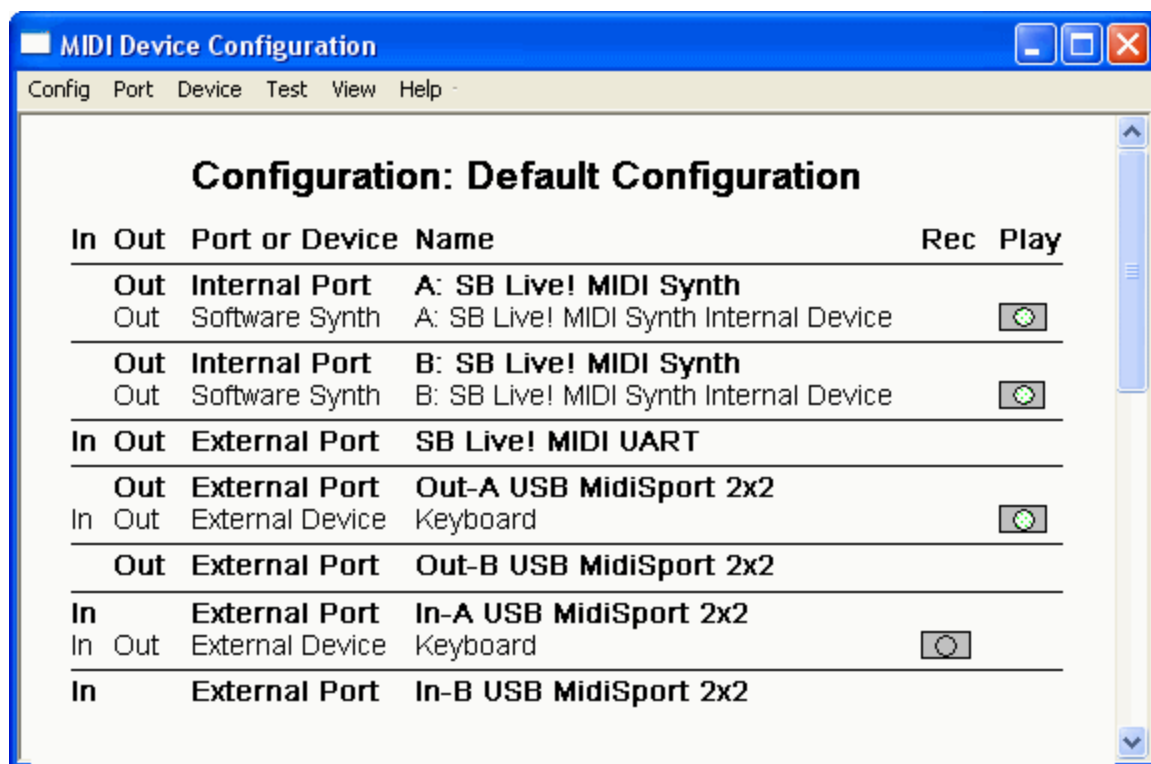 MIDI Device Configuration
Config Port Device Test View Help
Configuration: Default Configuration
In Out Port or Device Name Rec Play
Out Internal Port A: SB Live! MIDI Synth
Out Software Synth A: SB Live! MIDI Synth Internal Device
Out Internal Port B: SB Live! MIDI Synth
Out Software Synth B: SB Live! MIDI Synth Internal Device
In Out External Port SB Live! MIDI UART
Out External Port Out-A USB MidiSport 2x2
In Out External Device Keyboard
Out External Port Out-B USB MidiSport 2x2
In External Port In-A USB MidiSport 2x2
In Out External Device Keyboard
In External Port In-B USB MidiSport 2x2